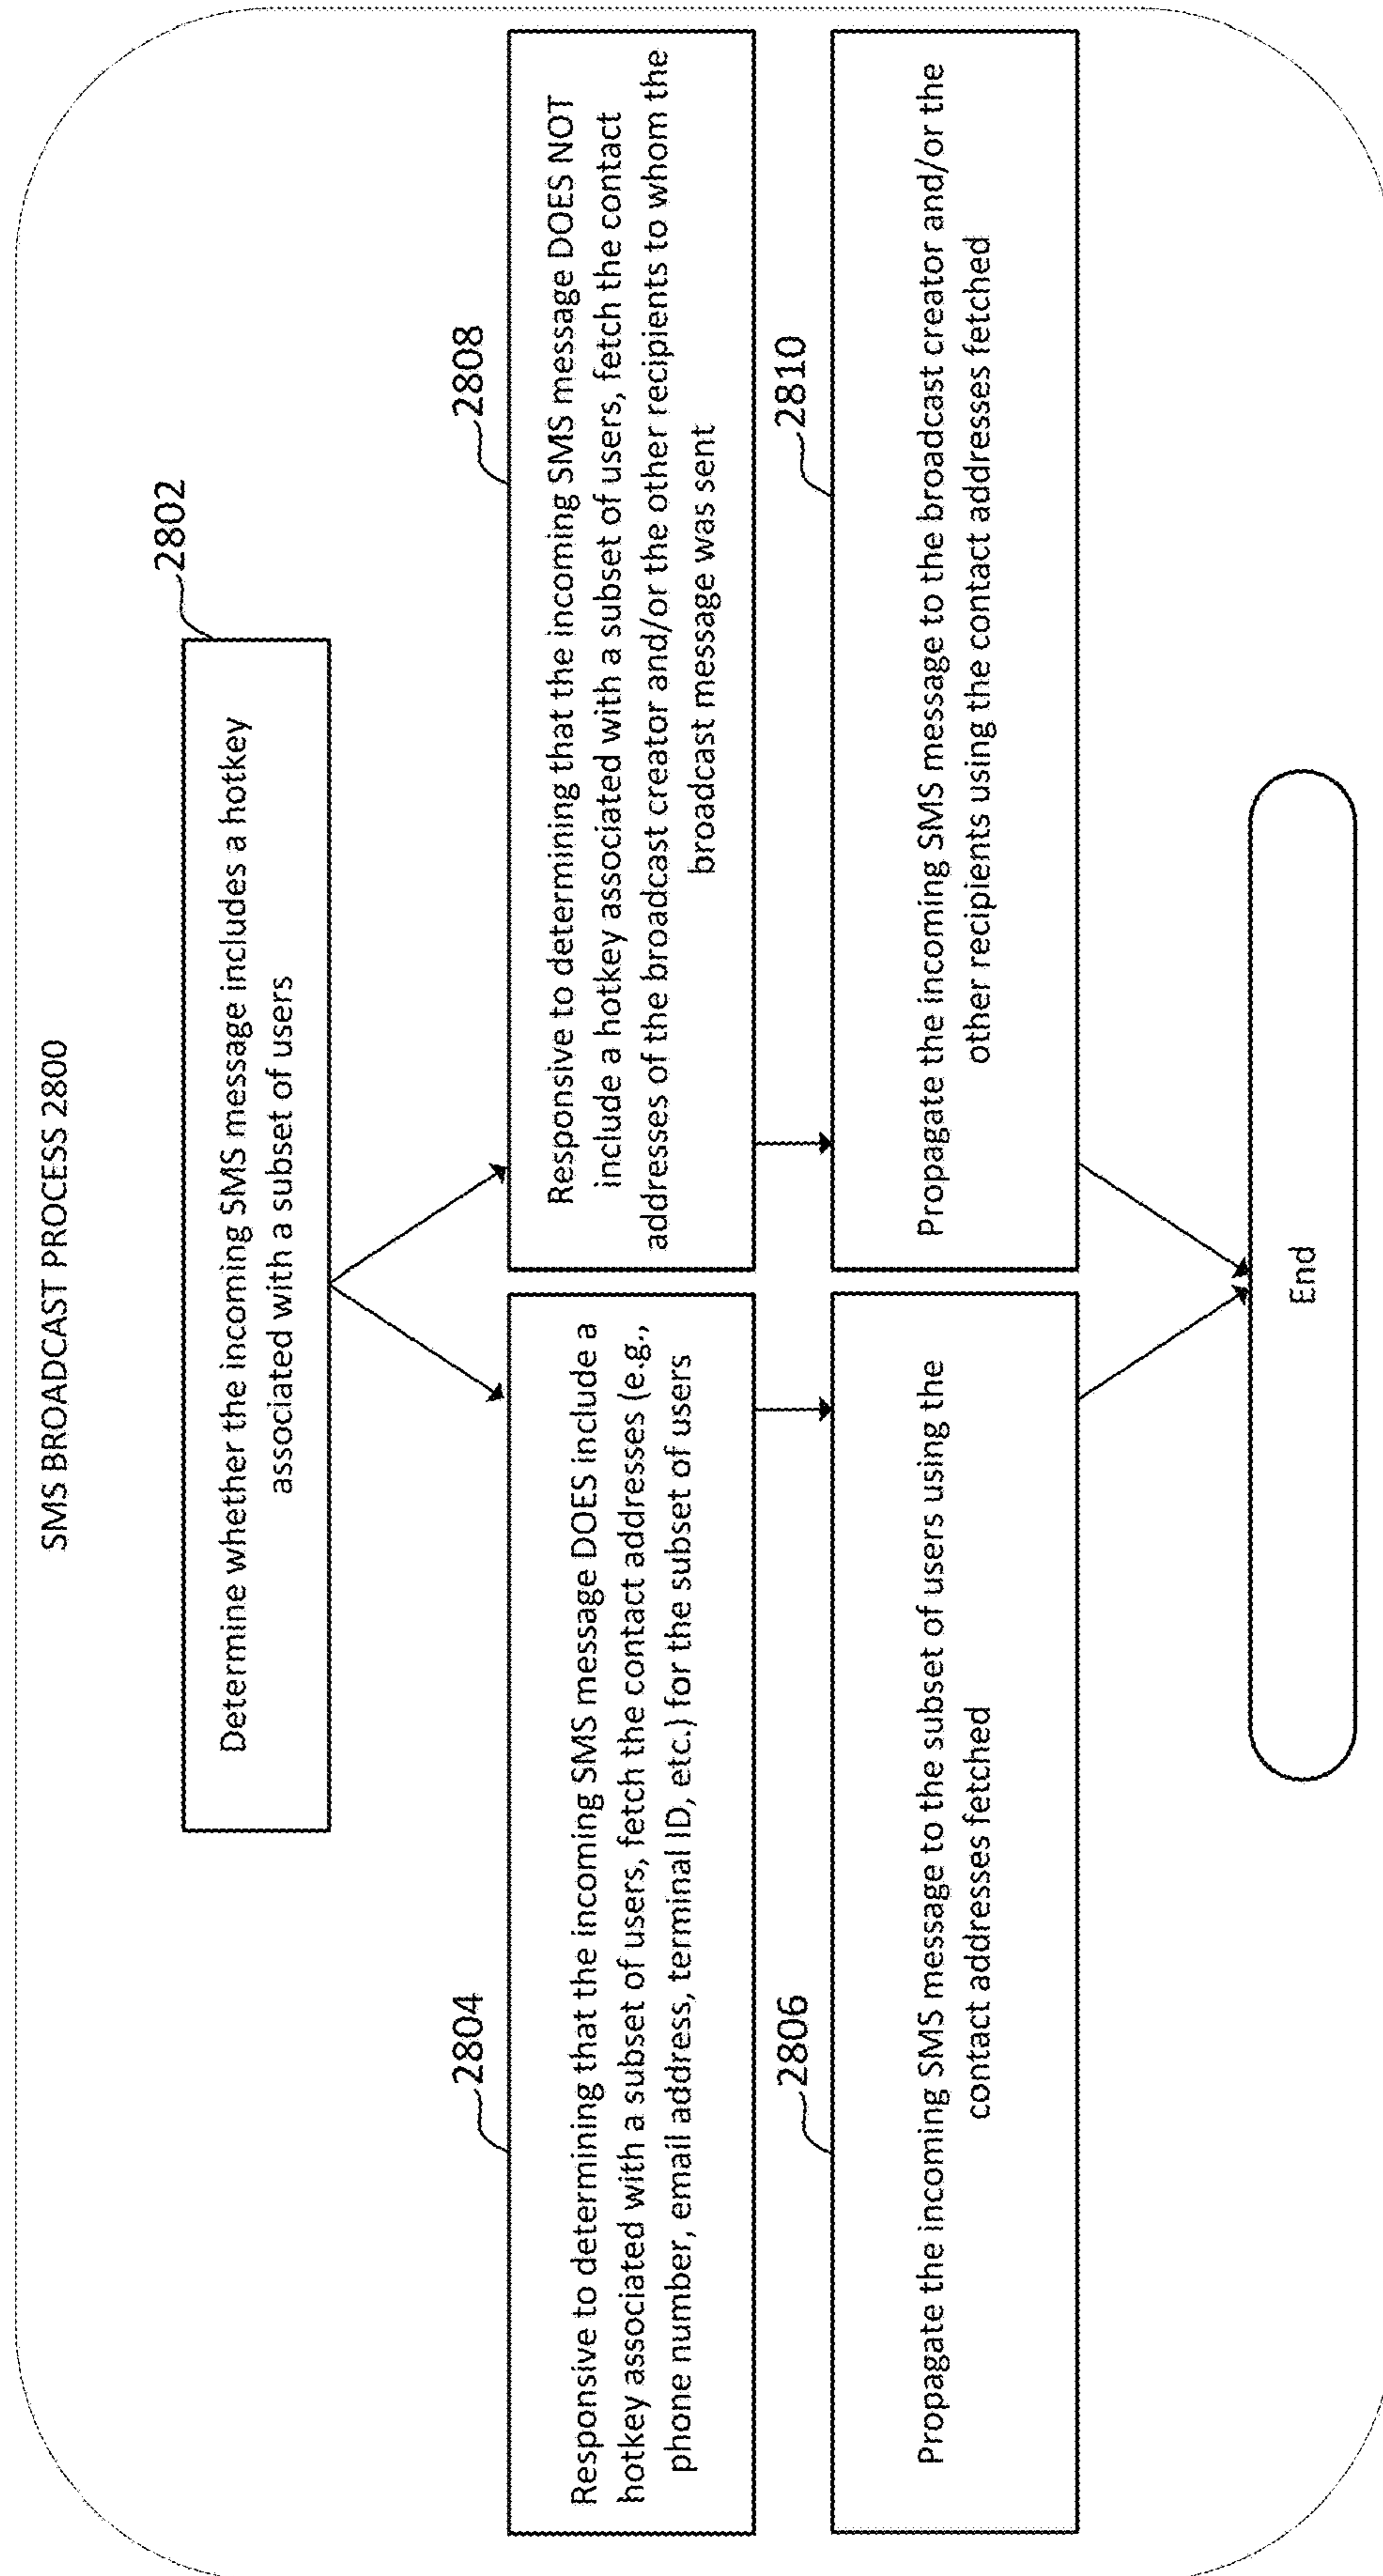 SMS BROADCAST PROCESS 2800
2802
Determine whether the incoming SMS message includes a hotkey
associated with a subset of users
2804
Responsive to determining that the incoming SMS message DOES include a
hotkey associated with a subset of users, fetch the contact addresses (e.g.,
phone number, email address, terminal ID, etc.) for the subset of users
2808
Responsive to determining that the incoming SMS message DOES NOT
include a hotkey associated with a subset of users, fetch the contact
addresses of the broadcast creator and/or the other recipients to whom the
broadcast message was sent
2806
Propagate the incoming SMS message to the subset of users using the
contact addresses fetched
2810
Propagate the incoming SMS message to the broadcast creator and/or the
other recipients using the contact addresses fetched
End